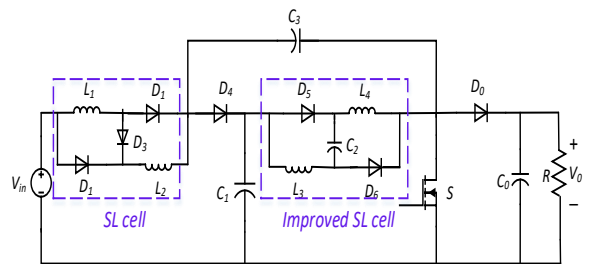 C3
L1 D1 D4 D5 L4 D0
D3 C2
Vin D1 L2 C1 L3 D6 S C0 R + V0 −
SL cell Improved SL cell